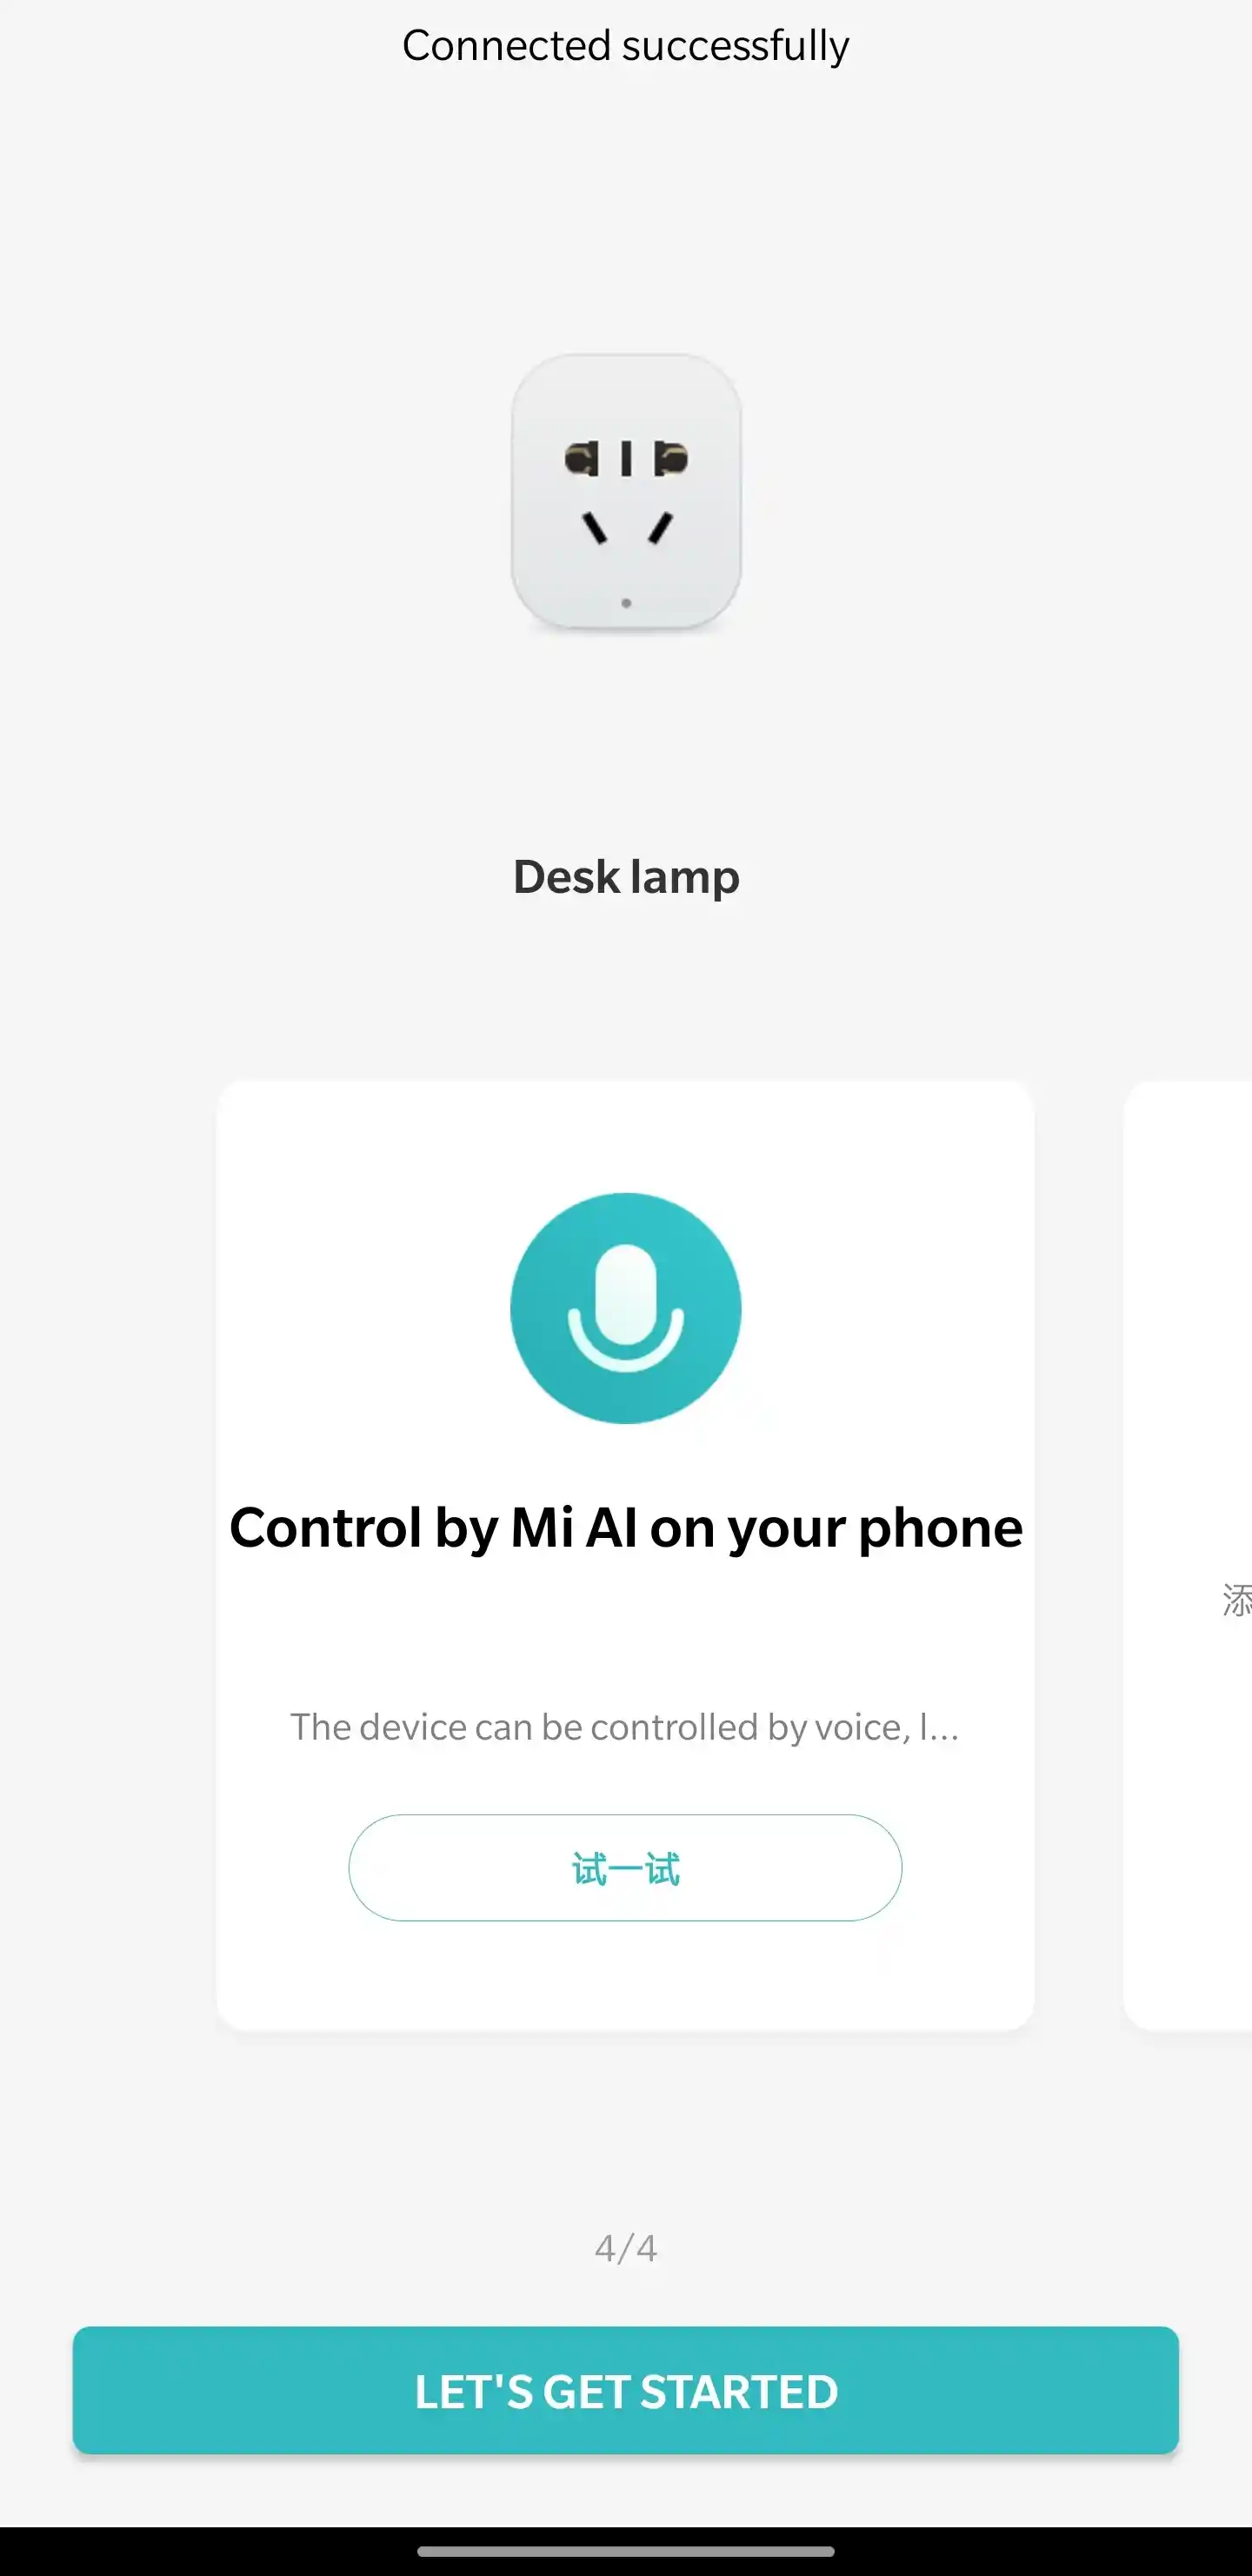 Connected successfully
Desk lamp
Control by Mi AI on your phone
添
The device can be controlled by voice, l...
试一试
4/4
LET'S GET STARTED